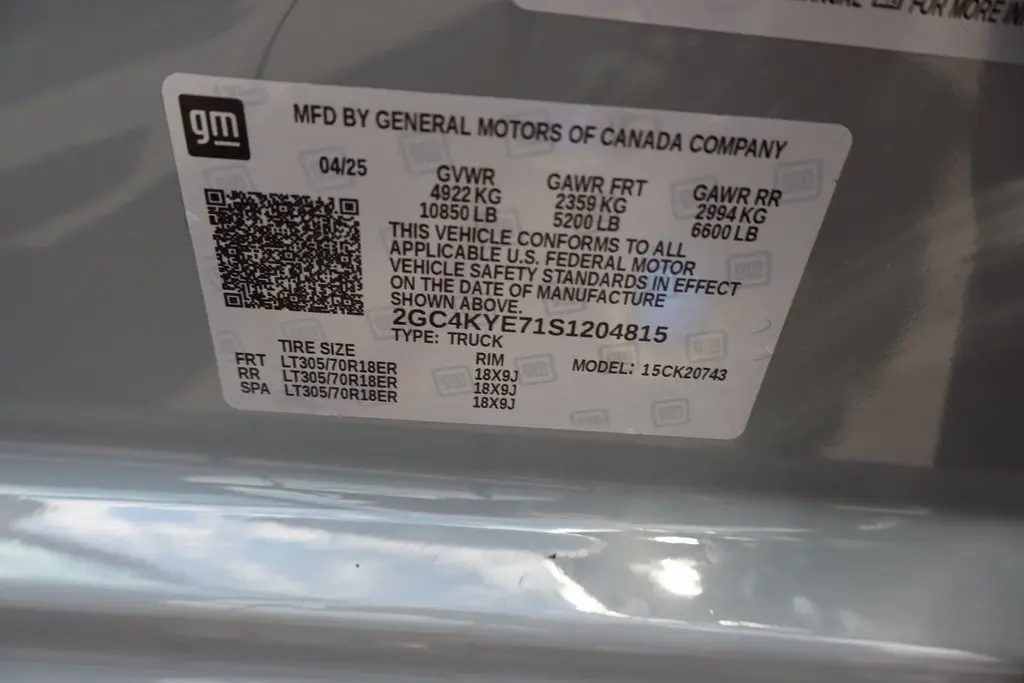 FOR MORE IN
gm
MFD BY GENERAL MOTORS OF CANADA COMPANY
04/25
GVWR GAWR FRT GAWR RR
4922 KG 2359 KG 2994 KG
10850 LB 5200 LB 6600 LB
THIS VEHICLE CONFORMS TO ALL
APPLICABLE U.S. FEDERAL MOTOR
VEHICLE SAFETY STANDARDS IN EFFECT
ON THE DATE OF MANUFACTURE
SHOWN ABOVE.
2GC4KYE71S1204815
TYPE: TRUCK
TIRE SIZE RIM
FRT LT305/70R18ER 18X9J MODEL: 15CK20743
RR LT305/70R18ER 18X9J
SPA LT305/70R18ER 18X9J